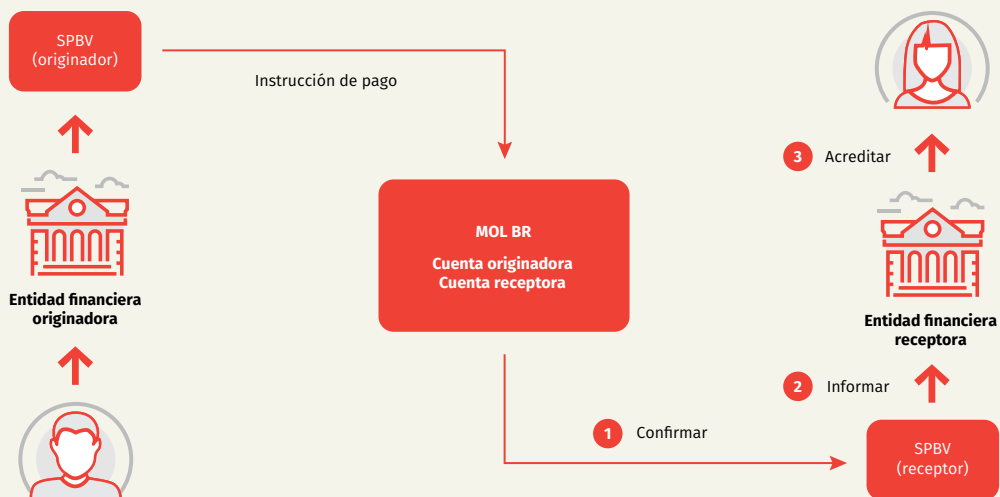 SPBV
(originador)
Instrucción de pago
Entidad financiera
originadora
MOL BR
Cuenta originadora
Cuenta receptora
1 Confirmar
3 Acreditar
Entidad financiera
receptora
2 Informar
SPBV
(receptor)